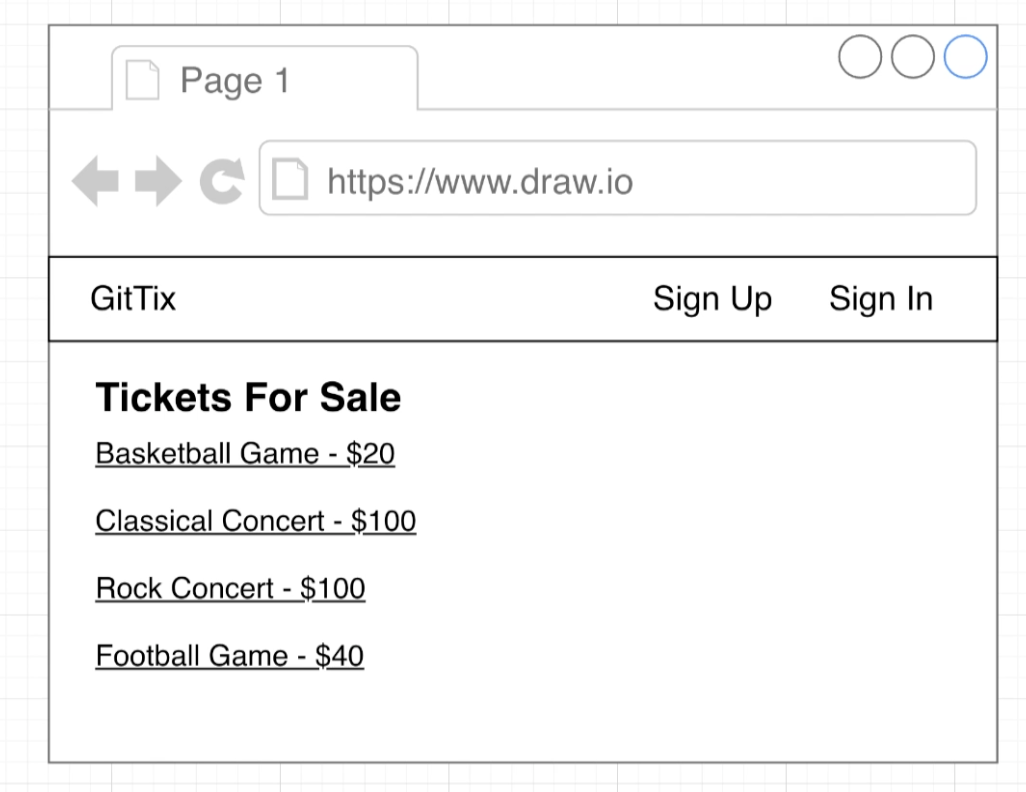 Page 1
https://www.draw.io
GitTix Sign Up Sign In
Tickets For Sale
Basketball Game - $20
Classical Concert - $100
Rock Concert - $100
Football Game - $40